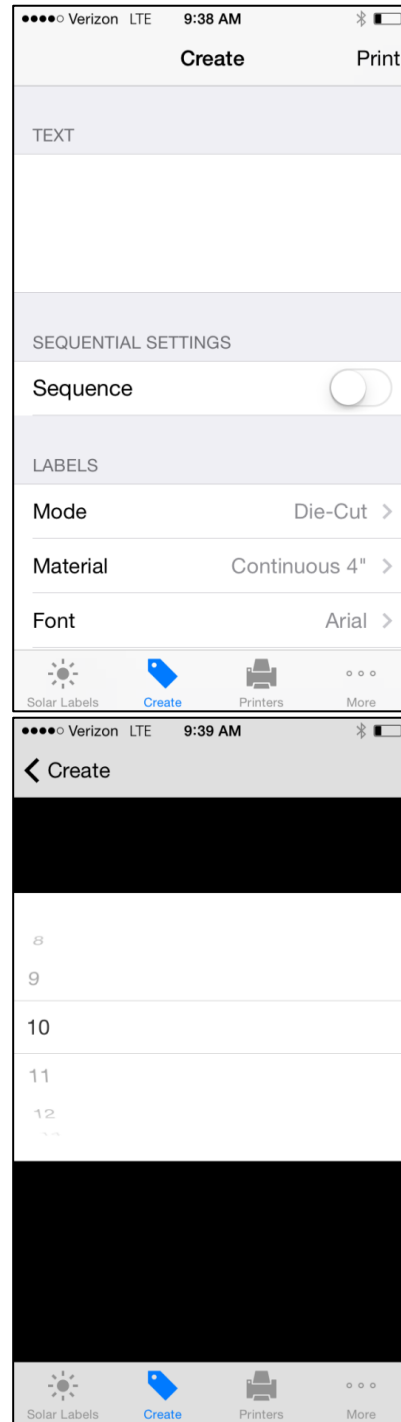 Verizon LTE 9:38 AM
Create Print
TEXT
SEQUENTIAL SETTINGS
Sequence
LABELS
Mode Die-Cut
Material Continuous 4"
Font Arial
Solar Labels Create Printers More
Verizon LTE 9:39 AM
Create
8
9
10
11
12
Solar Labels Create Printers More